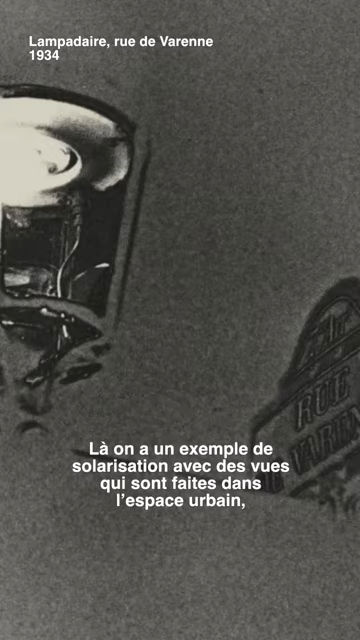 Lampadaire, rue de Varenne
1934
RUE
Là on a un exemple de
solarisation avec des vues
qui sont faites dans
l’espace urbain,